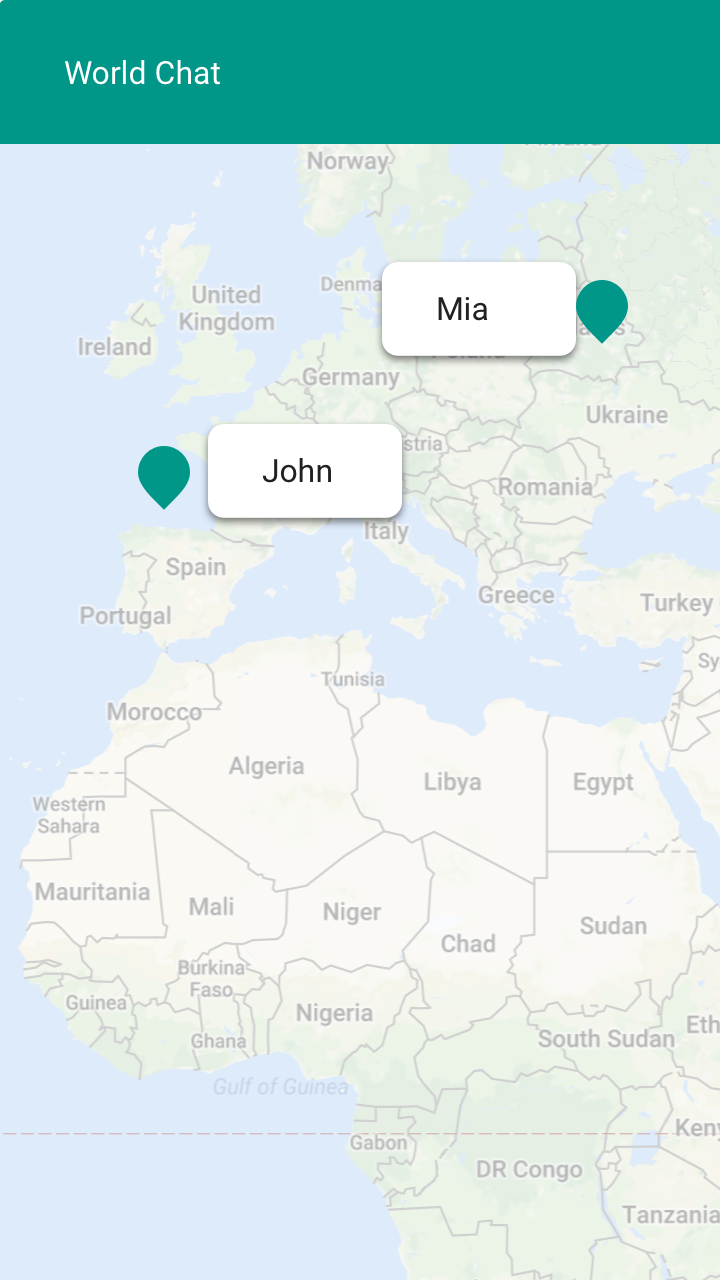 World Chat
Norway
United
Kingdom
Denma
Mia
Ireland
Germany
Ukraine
stria
John
Romania
Italy
Spain
Greece
Portugal
Turkey
Sy
Tunisia
Morocco
Algeria
Libya
Egypt
Western
Sahara
Mauritania
Mali
Niger
Sudan
Chad
Burkina
Faso
Guinea
Nigeria
Ghana
South Sudan
Eth
Gulf of Guinea
Gabon
Keny
DR Congo
Tanzania